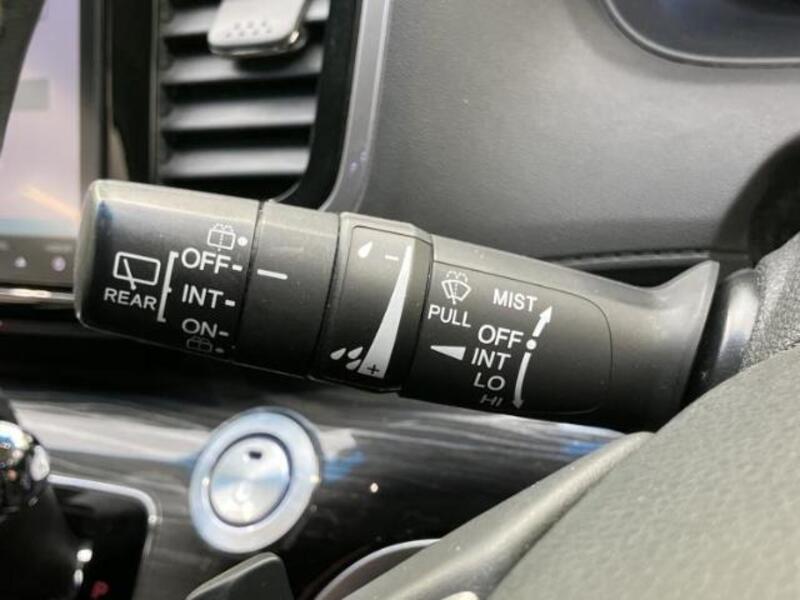 OFF-
REAR
INT-
ON-
-
+
PULL
MIST
OFF
INT
LO
HI
P